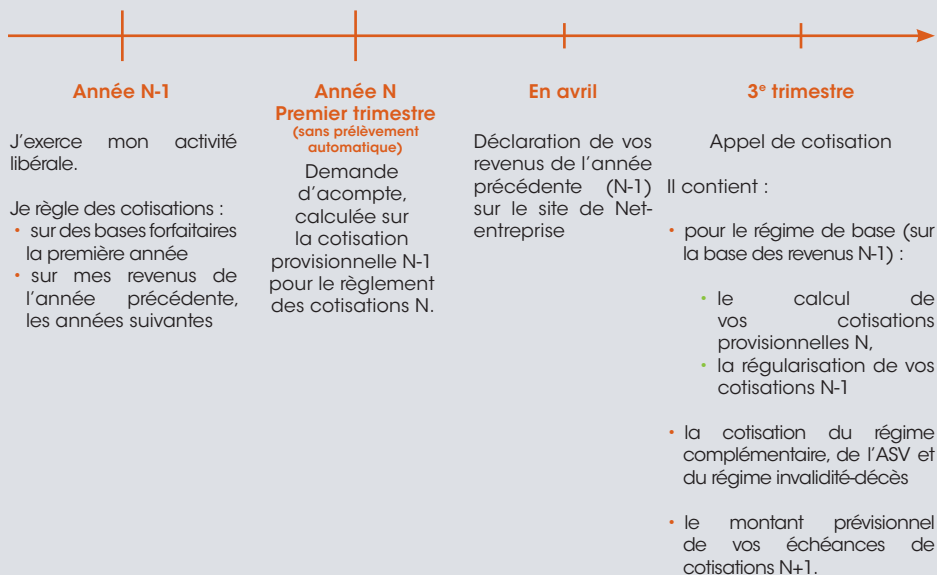 Année N-1
J'exerce mon activité
libérale.
Je règle des cotisations :
• sur des bases forfaitaires
la première année
• sur mes revenus de
l'année précédente,
les années suivantes
Année N
Premier trimestre
(sans prélèvement
automatique)
Demande
d'acompte,
calculée sur
la cotisation
provisionnelle N-1
pour le règlement
des cotisations N.
En avril
Déclaration de vos
revenus de l'année
précédente (N-1)
sur le site de Net-
entreprise
3e trimestre
Appel de cotisation
Il contient :
• pour le régime de base (sur
la base des revenus N-1) :
• le calcul de
vos cotisations
provisionnelles N,
• la régularisation de vos
cotisations N-1
• la cotisation du régime
complémentaire, de l'ASV et
du régime invalidité-décès
• le montant prévisionnel
de vos échéances de
cotisations N+1.